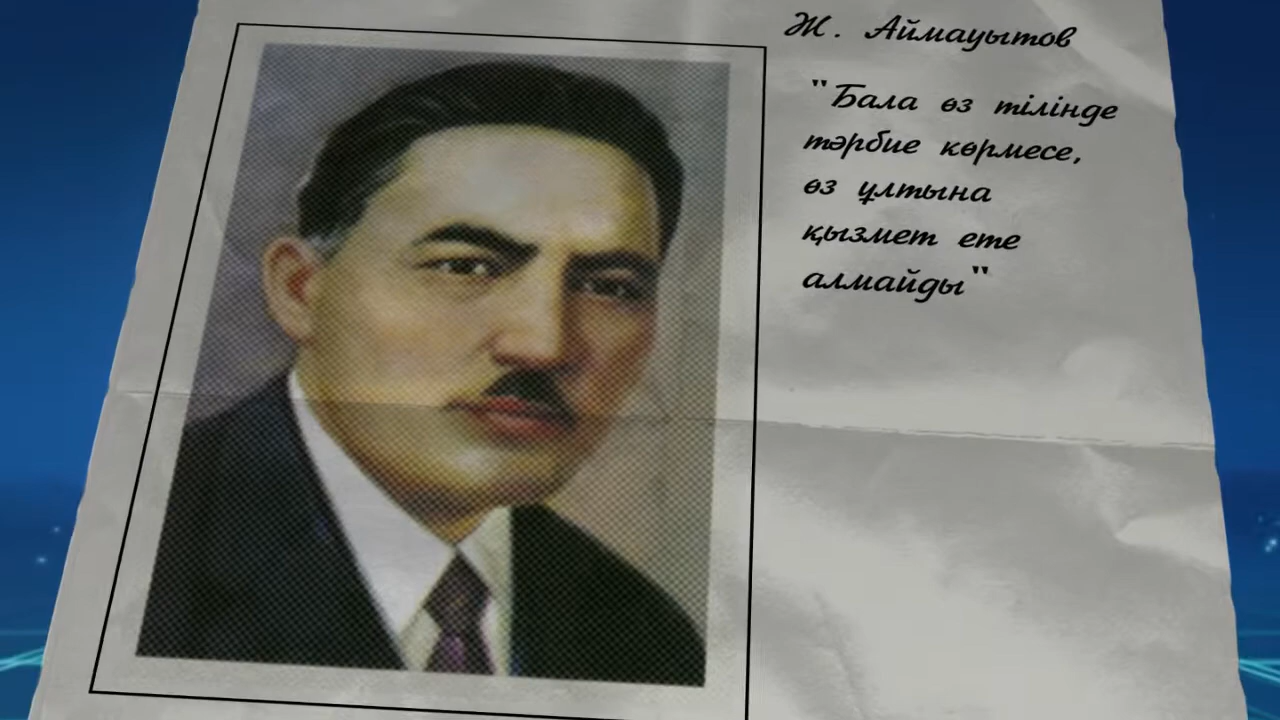 Ж. Аймауытов
"Бала өз тілінде
тәрбие көрмесе,
өз ұлтына
қызмет ете
алмайды"